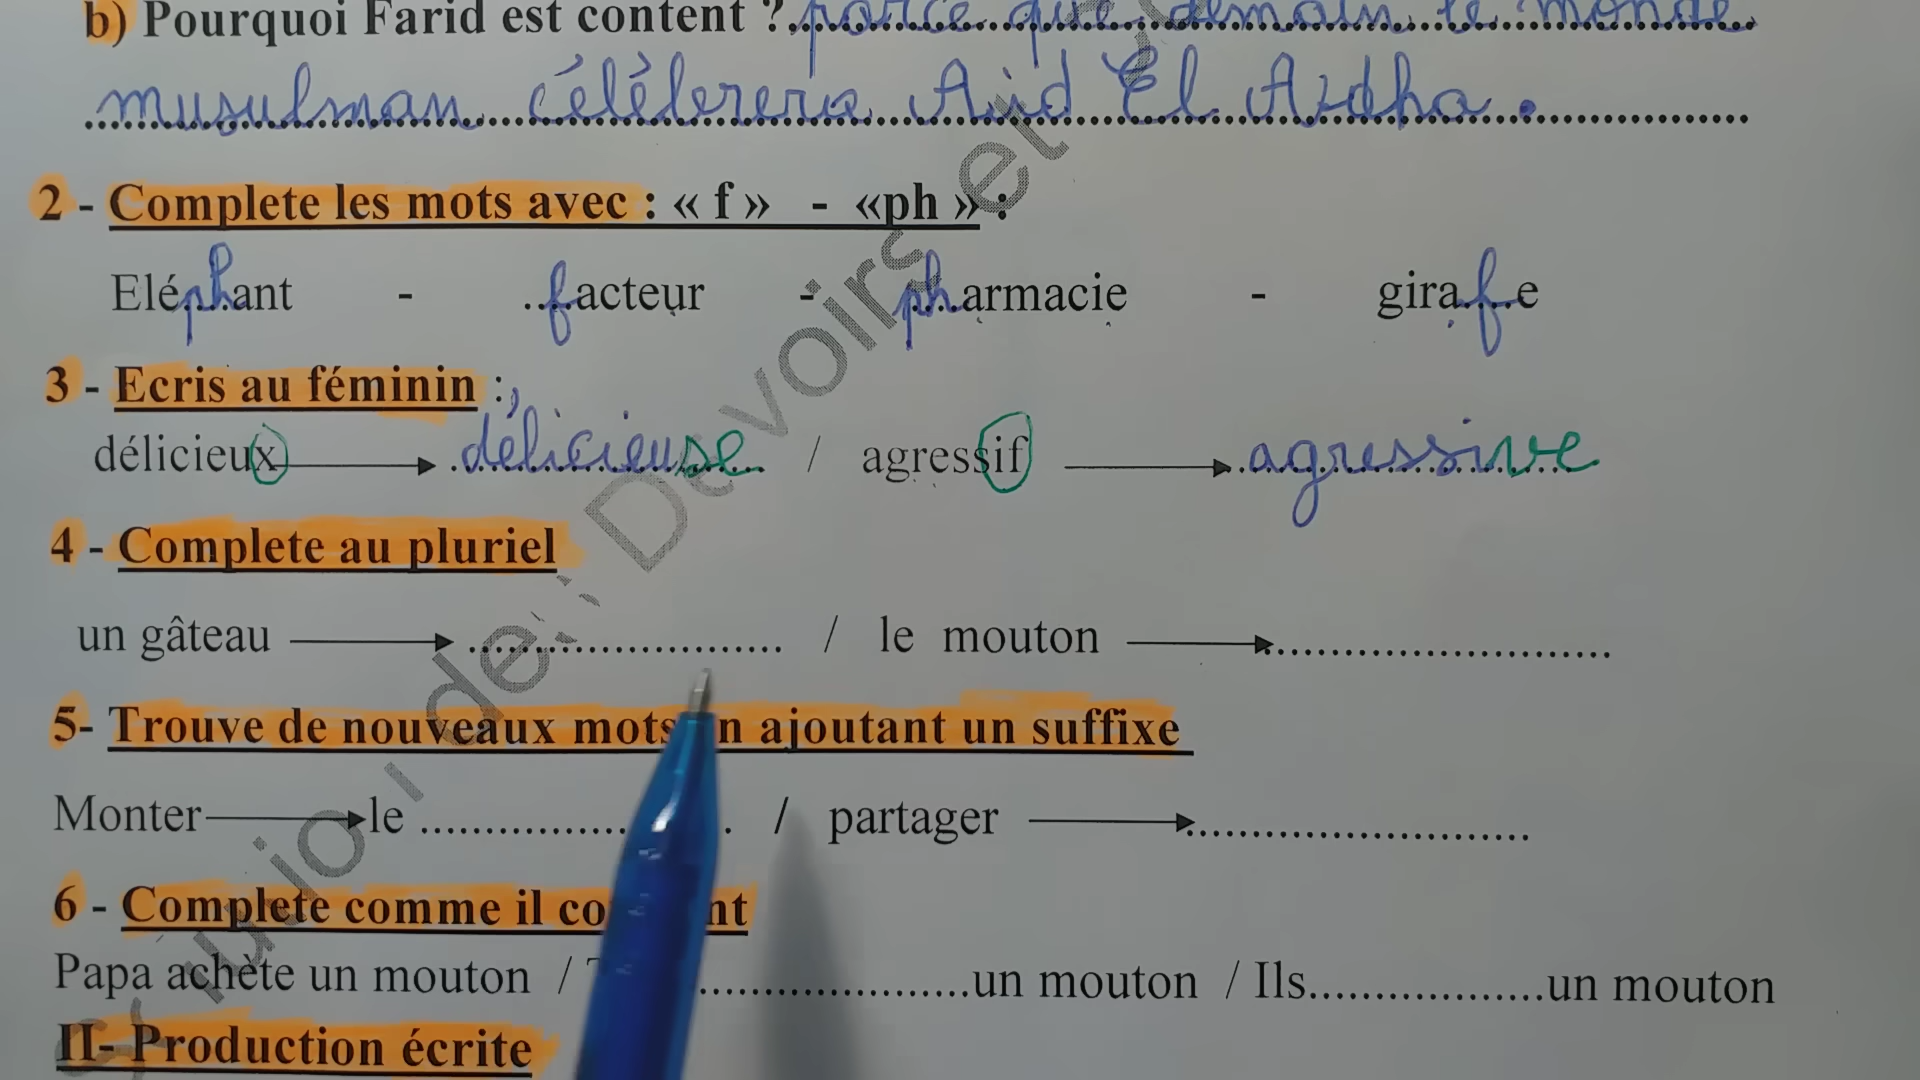 b) Pourquoi Farid est content ? parce que demain le monde
musulman célèbrera Aid El Adha.
2 - Complete les mots avec : « f » - «ph » :
Eléphant - facteur - pharmacie - girafe
3 - Ecris au féminin :
délicieux délicieuse / agressif agressive
4 - Complete au pluriel
un gâteau .......................... / le mouton ..........................
5- Trouve de nouveaux mots en ajoutant un suffixe
Monter le .......................... / partager ..........................
6 - Complete comme il convient
Papa achète un mouton / ......................un mouton / Ils..................un mouton
II- Production écrite